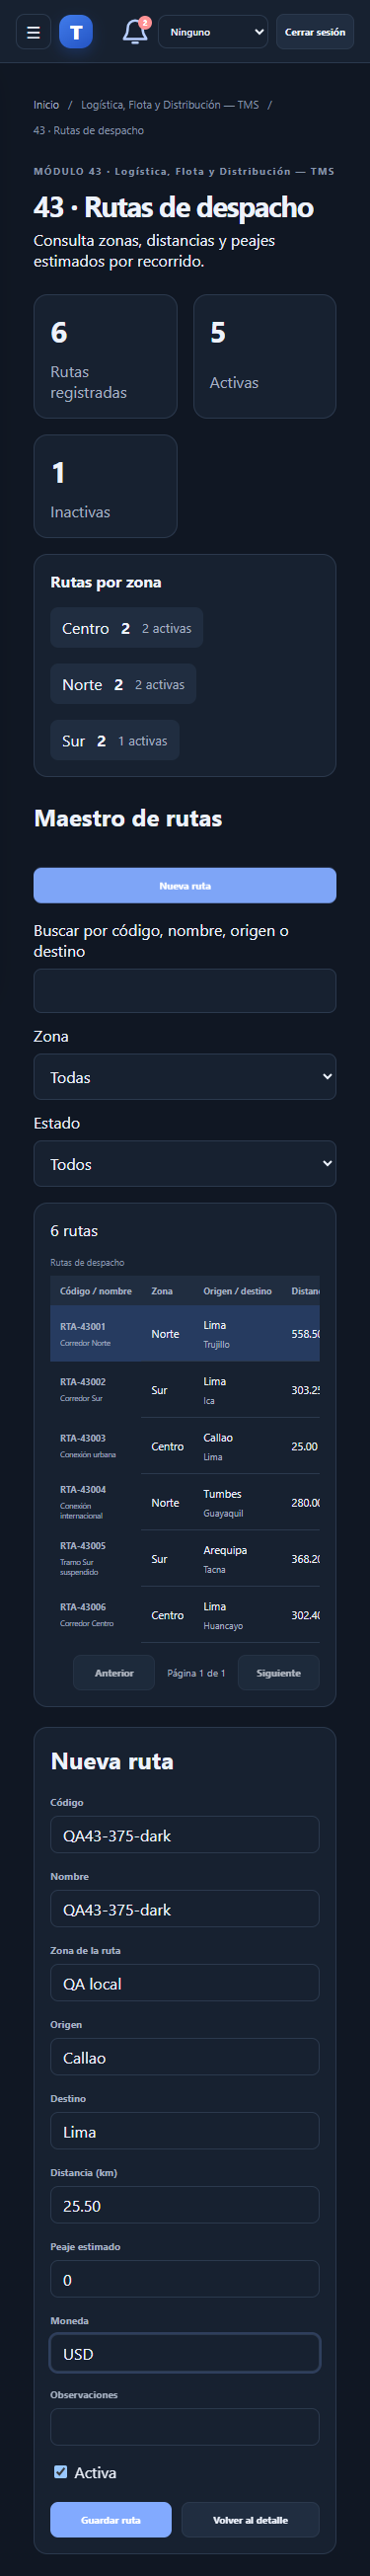 ☰ T 2 Ninguno Cerrar sesión
Inicio / Logística, Flota y Distribución — TMS /
43 · Rutas de despacho
MÓDULO 43 · Logística, Flota y Distribución — TMS
43 · Rutas de despacho
Consulta zonas, distancias y peajes
estimados por recorrido.
6
Rutas
registradas
5
Activas
1
Inactivas
Rutas por zona
Centro 2 2 activas
Norte 2 2 activas
Sur 2 1 activas
Maestro de rutas
Nueva ruta
Buscar por código, nombre, origen o
destino
Zona
Todas
Estado
Todos
6 rutas
Rutas de despacho
Código / nombre Zona Origen / destino Distanc
RTA-43001 Corredor Norte Norte Lima Trujillo 558.50
RTA-43002 Corredor Sur Sur Lima Ica 303.25
RTA-43003 Conexión urbana Centro Callao Lima 25.00
RTA-43004 Conexión internacional Norte Tumbes Guayaquil 280.00
RTA-43005 Tramo Sur suspendido Sur Arequipa Tacna 368.20
RTA-43006 Corredor Centro Centro Lima Huancayo 302.40
Anterior Página 1 de 1 Siguiente
Nueva ruta
Código
QA43-375-dark
Nombre
QA43-375-dark
Zona de la ruta
QA local
Origen
Callao
Destino
Lima
Distancia (km)
25.50
Peaje estimado
0
Moneda
USD
Observaciones
Activa
Guardar ruta Volver al detalle